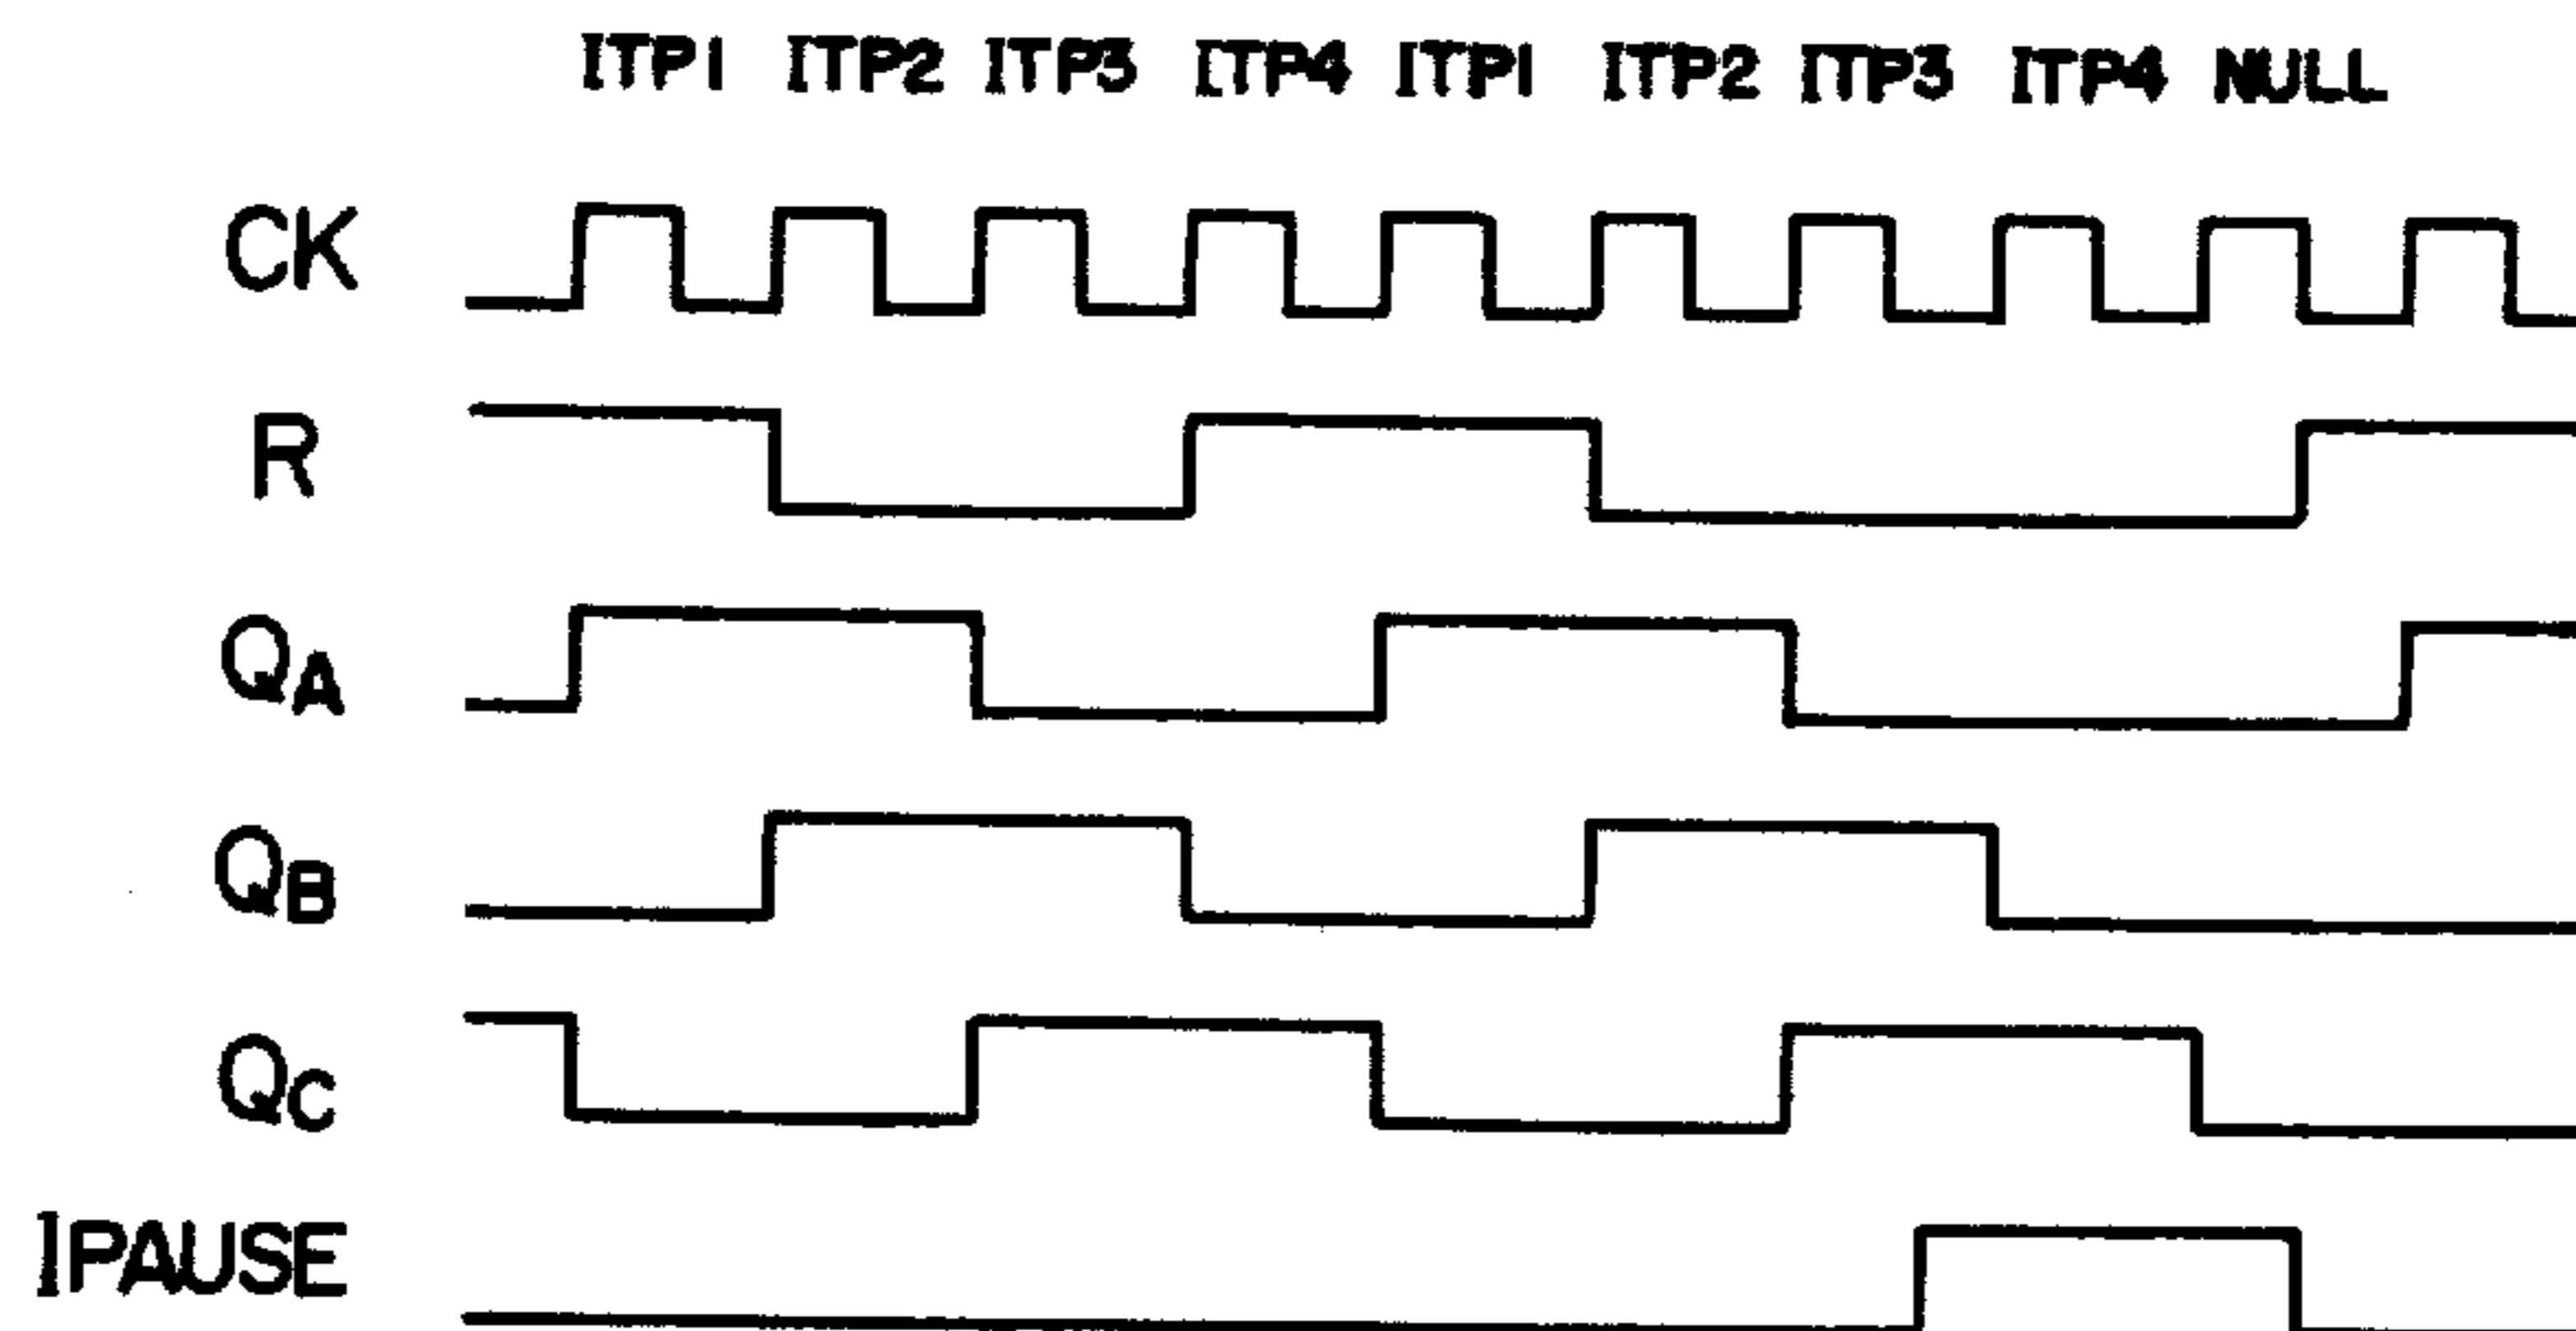 ITP1 ITP2 ITP3 ITP4 ITP1 ITP2 ITP3 ITP4 NULL
CK
R
QA
QB
QC
IPAUSE